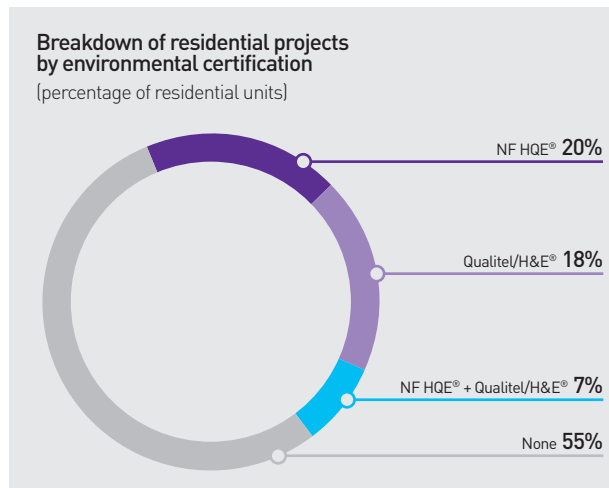 Breakdown of residential projects
by environmental certification
(percentage of residential units)
NF HQE® 20%
Qualitel/H&E® 18%
NF HQE® + Qualitel/H&E® 7%
None 55%